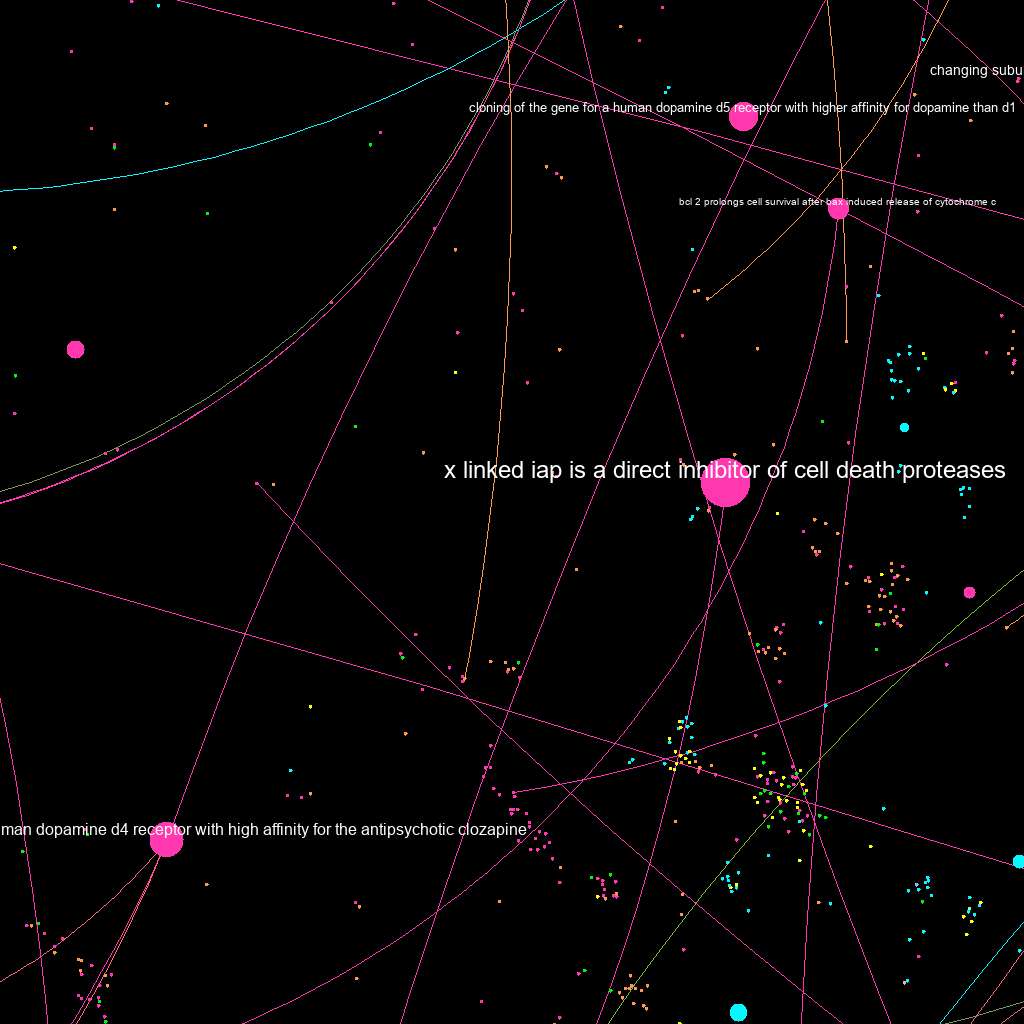 changing subu
cloning of the gene for a human dopamine d5 receptor with higher affinity for dopamine than d1
bcl 2 prolongs cell survival after bax induced release of cytochrome c
x linked iap is a direct inhibitor of cell death proteases
man dopamine d4 receptor with high affinity for the antipsychotic clozapine